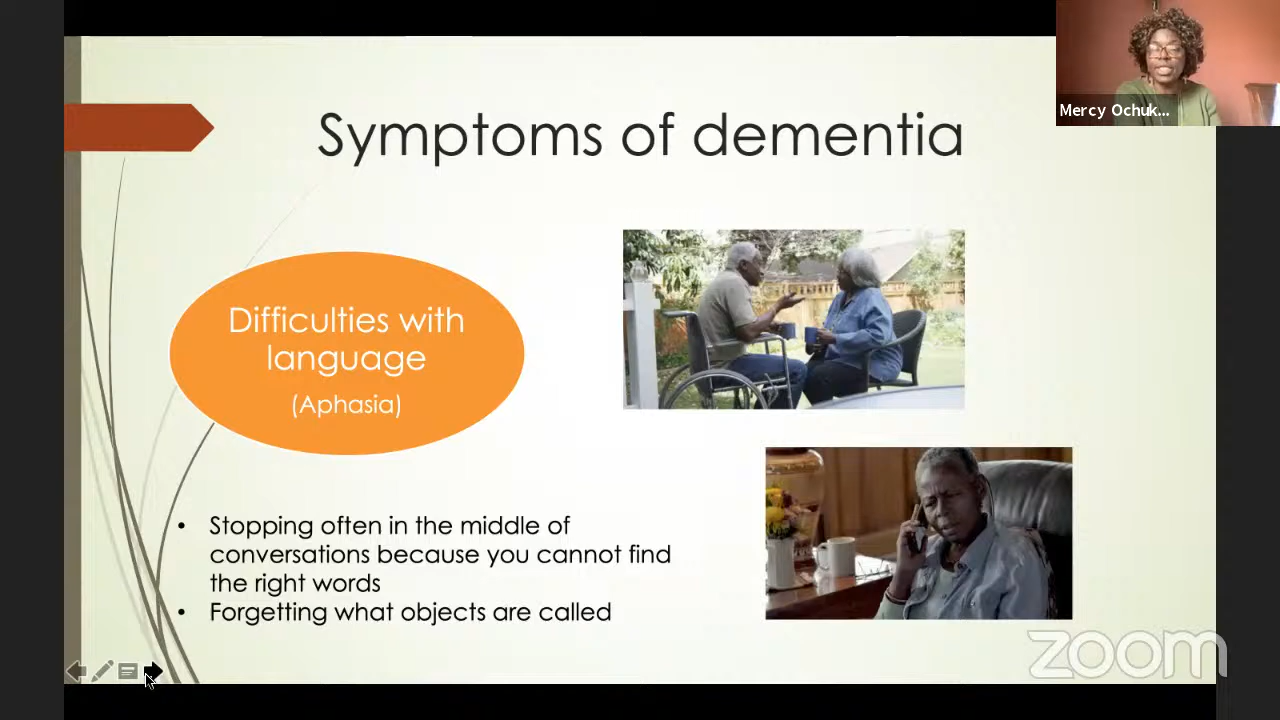 Symptoms of dementia
Mercy Ochuk...
Difficulties with
language
(Aphasia)
• Stopping often in the middle of
conversations because you cannot find
the right words
• Forgetting what objects are called
zoom